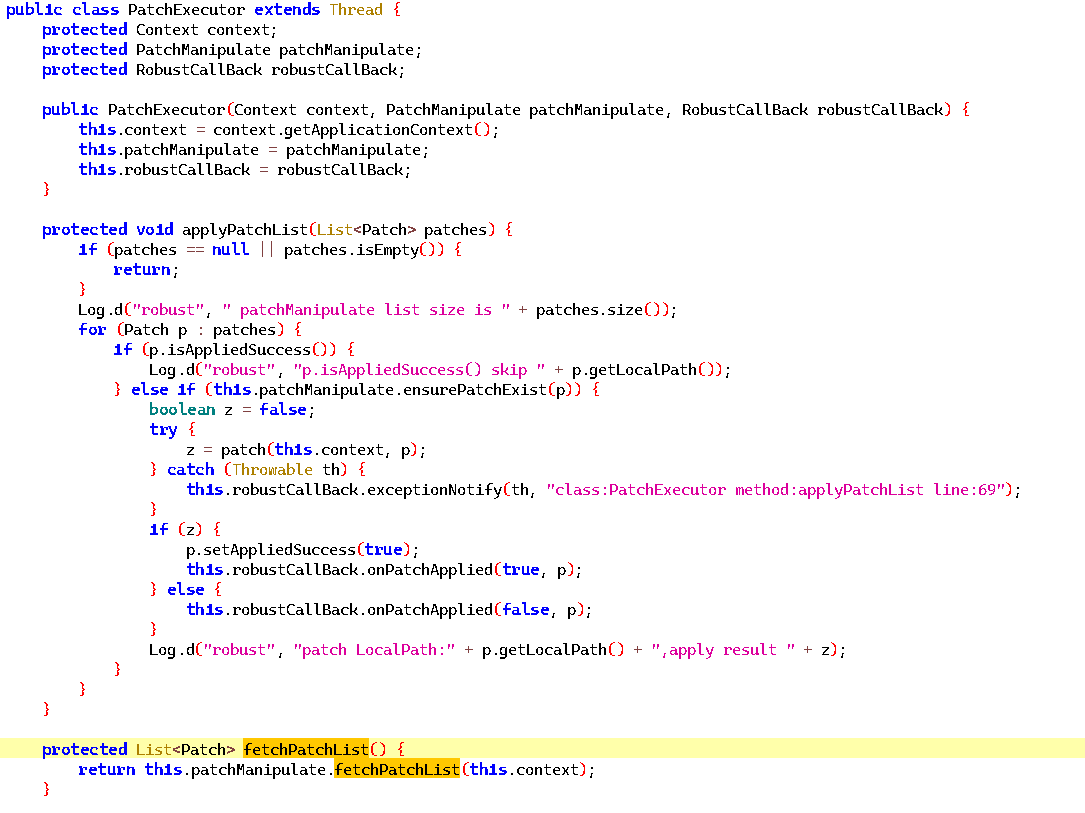 public class PatchExecutor extends Thread {
    protected Context context;
    protected PatchManipulate patchManipulate;
    protected RobustCallBack robustCallBack;
    public PatchExecutor(Context context, PatchManipulate patchManipulate, RobustCallBack robustCallBack) {
        this.context = context.getApplicationContext();
        this.patchManipulate = patchManipulate;
        this.robustCallBack = robustCallBack;
    }
    protected void applyPatchList(List<Patch> patches) {
        if (patches == null || patches.isEmpty()) {
            return;
        }
        Log.d("robust", " patchManipulate list size is " + patches.size());
        for (Patch p : patches) {
            if (p.isAppliedSuccess()) {
                Log.d("robust", "p.isAppliedSuccess() skip " + p.getLocalPath());
            } else if (this.patchManipulate.ensurePatchExist(p)) {
                boolean z = false;
                try {
                    z = patch(this.context, p);
                } catch (Throwable th) {
                    this.robustCallBack.exceptionNotify(th, "class:PatchExecutor method:applyPatchList line:69");
                }
                if (z) {
                    p.setAppliedSuccess(true);
                    this.robustCallBack.onPatchApplied(true, p);
                } else {
                    this.robustCallBack.onPatchApplied(false, p);
                }
                Log.d("robust", "patch LocalPath:" + p.getLocalPath() + ",apply result " + z);
            }
        }
    }
    protected List<Patch> fetchPatchList() {
        return this.patchManipulate.fetchPatchList(this.context);
    }